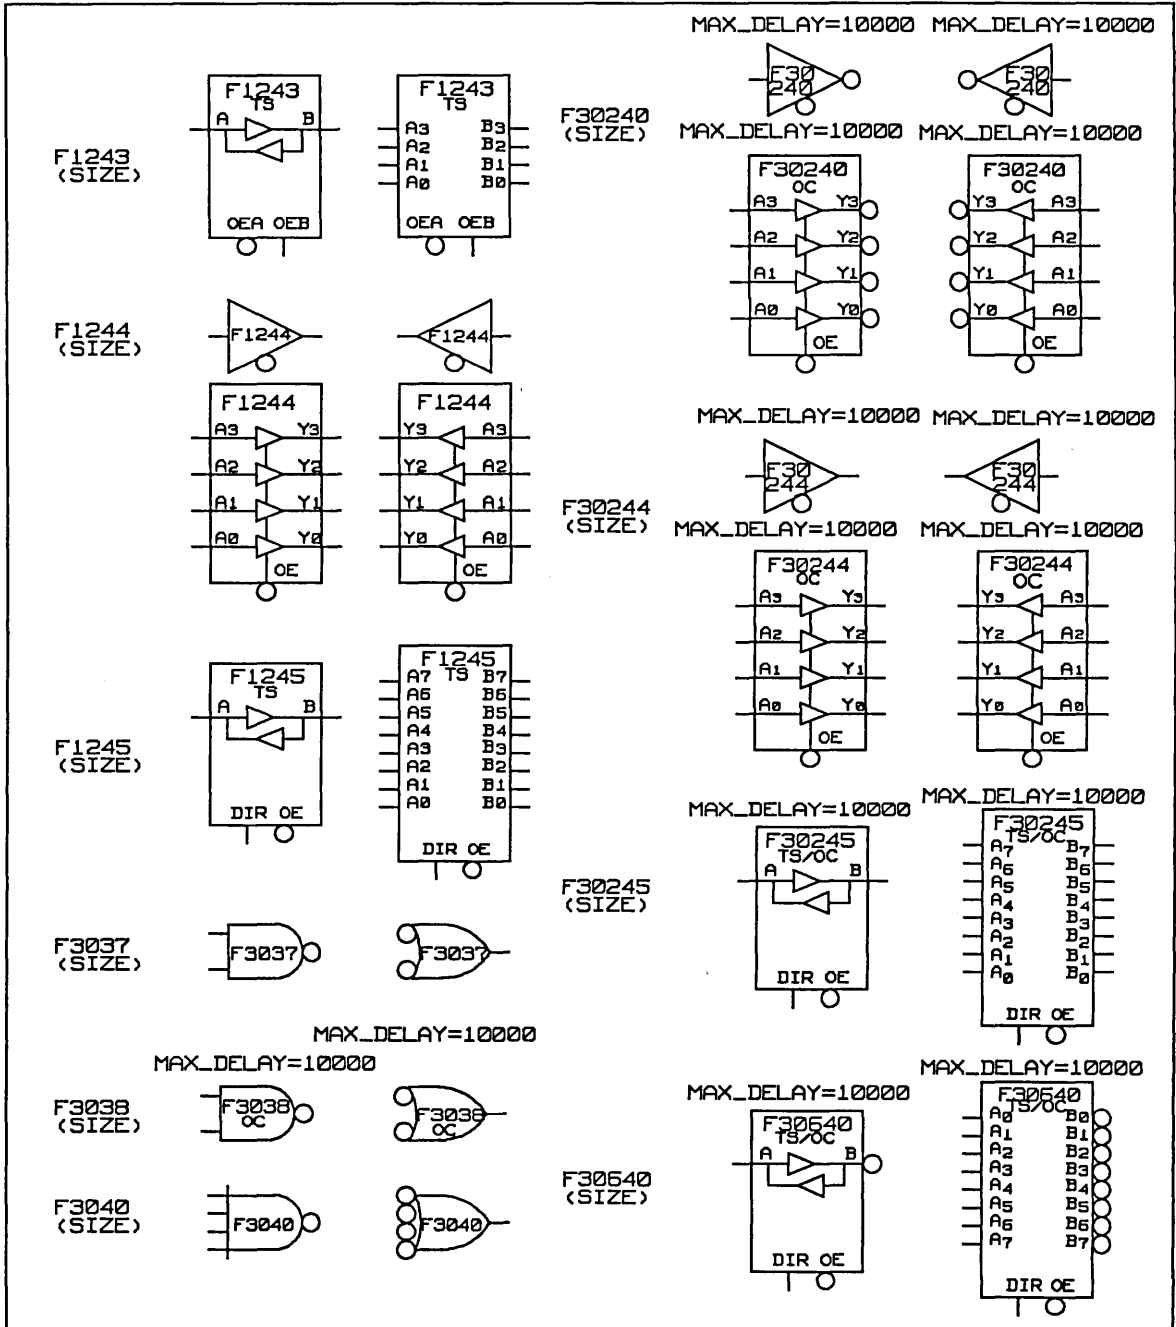 F1243
(SIZE)
F1243
TS
A B
OEA OEB
F1243
TS
A3 B3
A2 B2
A1 B1
A0 B0
OEA OEB
F1244
(SIZE)
F1244
F1244
F1244
A3 Y3
A2 Y2
A1 Y1
A0 Y0
OE
F1244
Y3 A3
Y2 A2
Y1 A1
Y0 A0
OE
F1245
(SIZE)
F1245
TS
A B
DIR OE
F1245
TS
A7 B7
A6 B6
A5 B5
A4 B4
A3 B3
A2 B2
A1 B1
A0 B0
DIR OE
F3037
(SIZE)
F3037
F3037
MAX_DELAY=10000
MAX_DELAY=10000
F3038
(SIZE)
F3038
OC
F3038
OC
F3040
(SIZE)
F3040
F3040
MAX_DELAY=10000 MAX_DELAY=10000
F30
240
F30
240
F30240
(SIZE)
MAX_DELAY=10000 MAX_DELAY=10000
F30240
OC
A3 Y3
A2 Y2
A1 Y1
A0 Y0
OE
F30240
OC
Y3 A3
Y2 A2
Y1 A1
Y0 A0
OE
MAX_DELAY=10000 MAX_DELAY=10000
F30
244
F30
244
F30244
(SIZE)
MAX_DELAY=10000 MAX_DELAY=10000
F30244
OC
A3 Y3
A2 Y2
A1 Y1
A0 Y0
OE
F30244
OC
Y3 A3
Y2 A2
Y1 A1
Y0 A0
OE
MAX_DELAY=10000 MAX_DELAY=10000
F30245
(SIZE)
F30245
TS/OC
A B
DIR OE
F30245
TS/OC
A7 B7
A6 B6
A5 B5
A4 B4
A3 B3
A2 B2
A1 B1
A0 B0
DIR OE
MAX_DELAY=10000 MAX_DELAY=10000
F30640
(SIZE)
F30640
TS/OC
A B
DIR OE
F30640
TS/OC
A0 B0
A1 B1
A2 B2
A3 B3
A4 B4
A5 B5
A6 B6
A7 B7
DIR OE